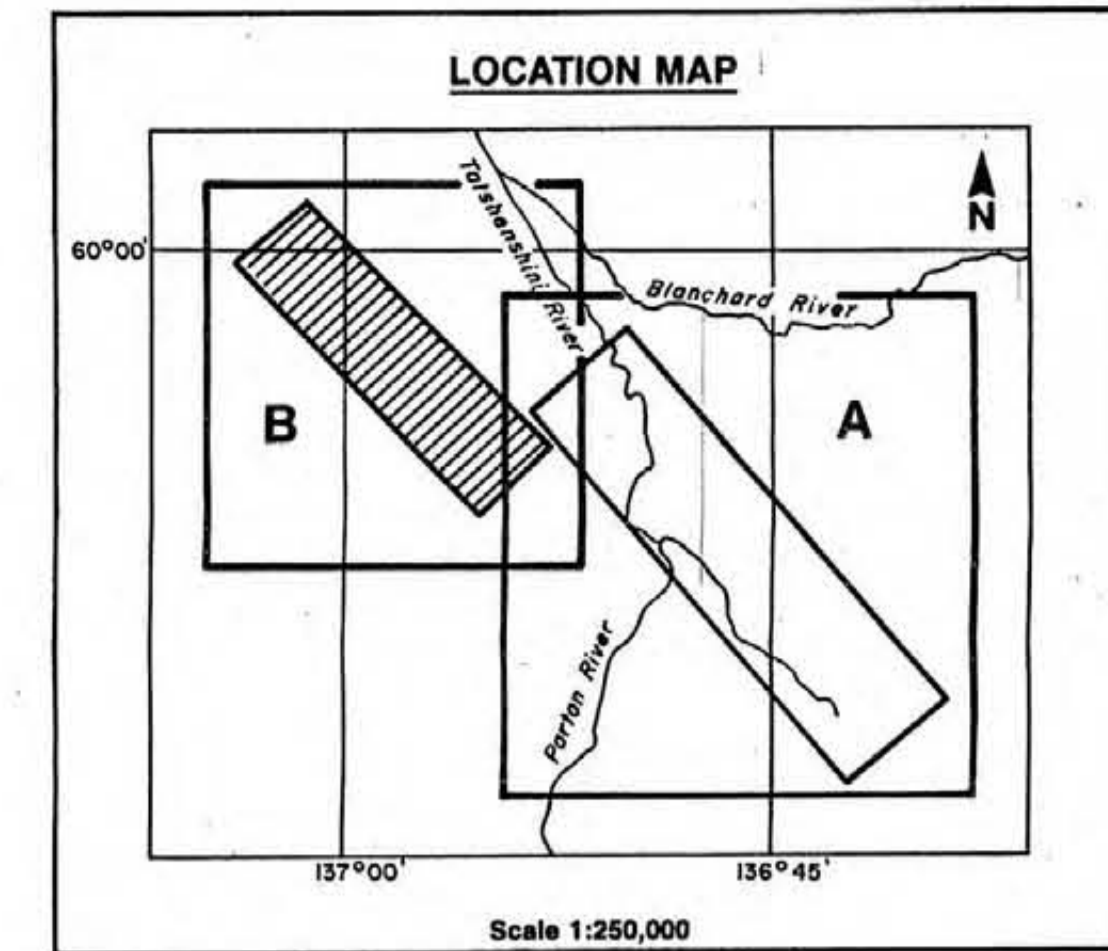 LOCATION MAP
N
60°00'
Tatshenshini River
Blanchard River
B
A
Parton River
137°00'
136°45'
Scale 1:250,000